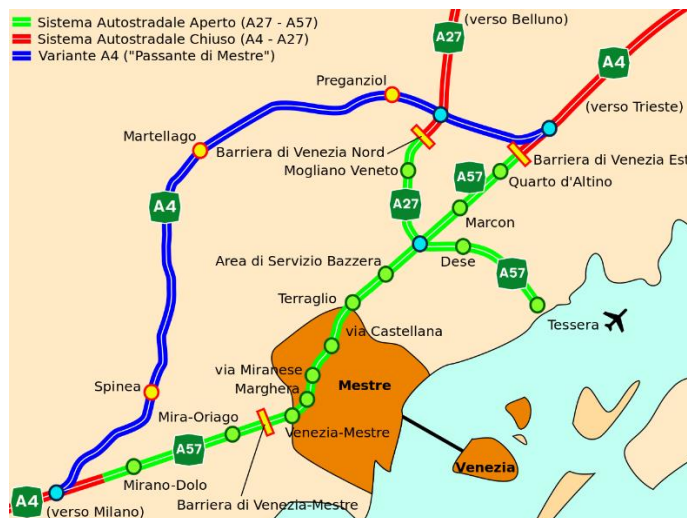 Sistema Autostradale Aperto (A27 - A57)
Sistema Autostradale Chiuso (A4 - A27)
Variante A4 ("Passante di Mestre")
(verso Belluno)
A27
A4
Preganziol
(verso Trieste)
Martellago
Barriera di Venezia Nord
Barriera di Venezia Est
Mogliano Veneto
A57
Quarto d'Altino
A4
A27
Marcon
Area di Servizio Bazzera
Dese
A57
Terraglio
Tessera
via Castellana
via Miranese
Spinea
Marghera
Mestre
Mira-Oriago
Venezia-Mestre
A57
Venezia
Mirano-Dolo
A4
Barriera di Venezia-Mestre
(verso Milano)